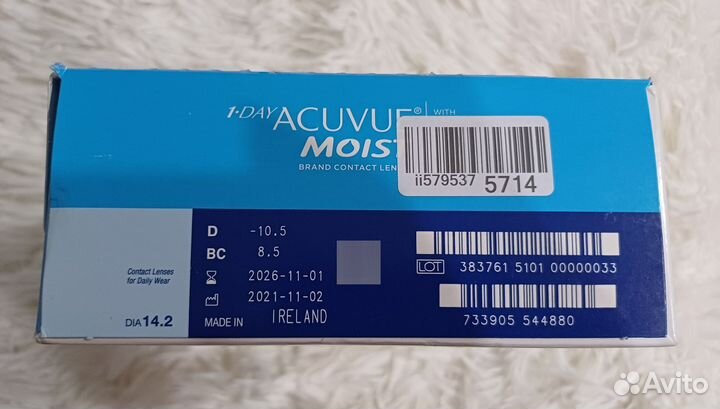 1·DAY ACUVUE® WITH
MOIST
BRAND CONTACT
ii579537 5714
D -10.5
BC 8.5
2026-11-01
2021-11-02
MADE IN IRELAND
Contact Lenses
for Daily Wear
DIA 14.2
LOT 383761 5101 00000033
733905 544880
Avito